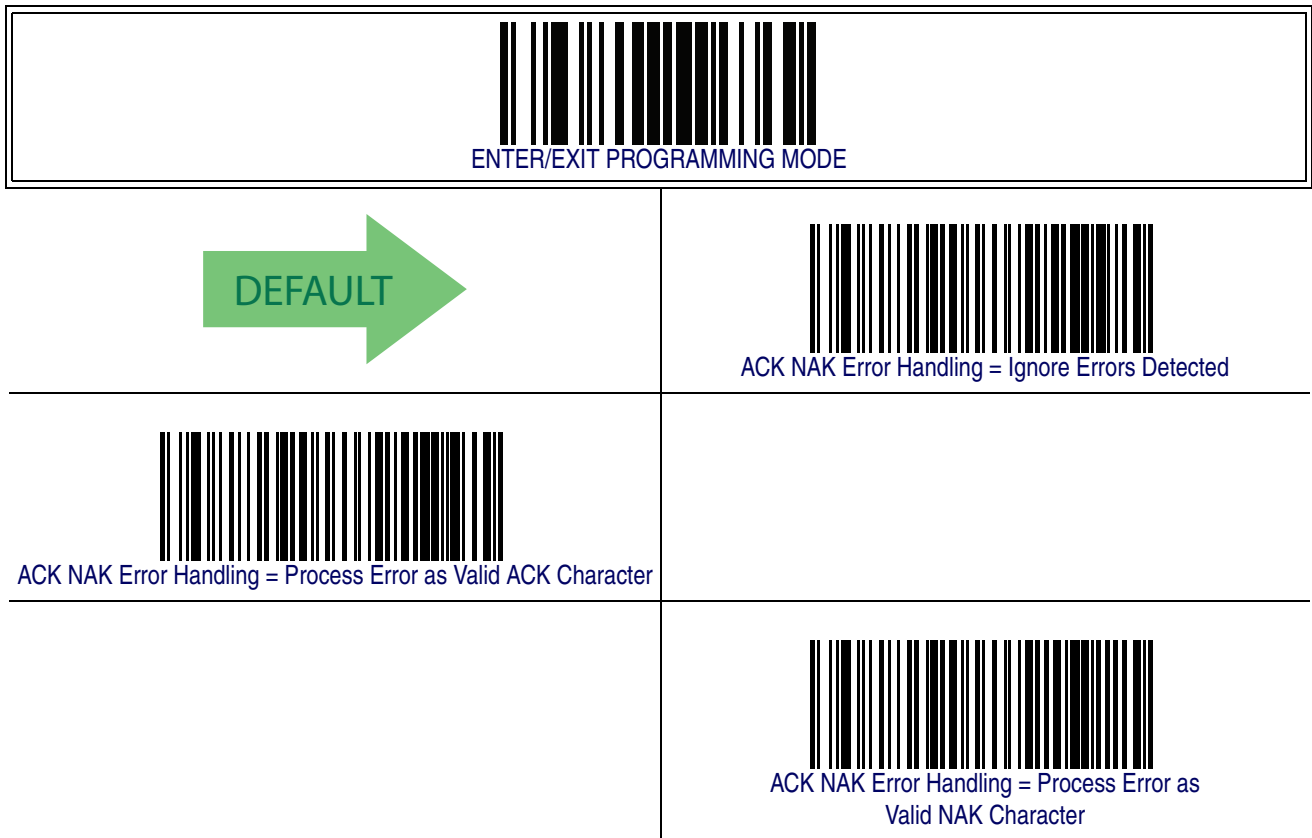 ENTER/EXIT PROGRAMMING MODE
DEFAULT
ACK NAK Error Handling = Ignore Errors Detected
ACK NAK Error Handling = Process Error as Valid ACK Character
ACK NAK Error Handling = Process Error as
Valid NAK Character